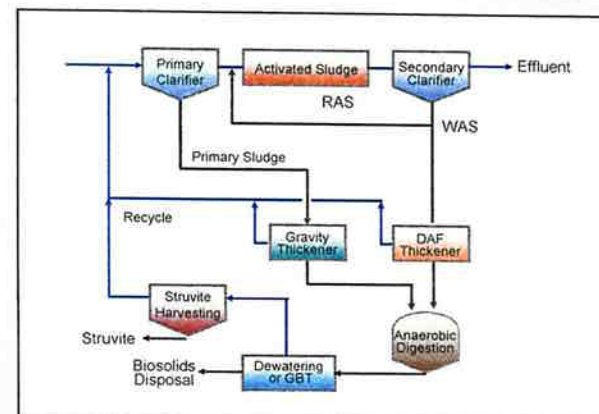 Primary
Clarifier
Activated Sludge
Secondary
Clarifier
Effluent
RAS
WAS
Primary Sludge
Recycle
Gravity
Thickener
DAF
Thickener
Struvite
Harvesting
Struvite
Anaerobic
Digestion
Biosolids
Disposal
Dewatering
or GBT